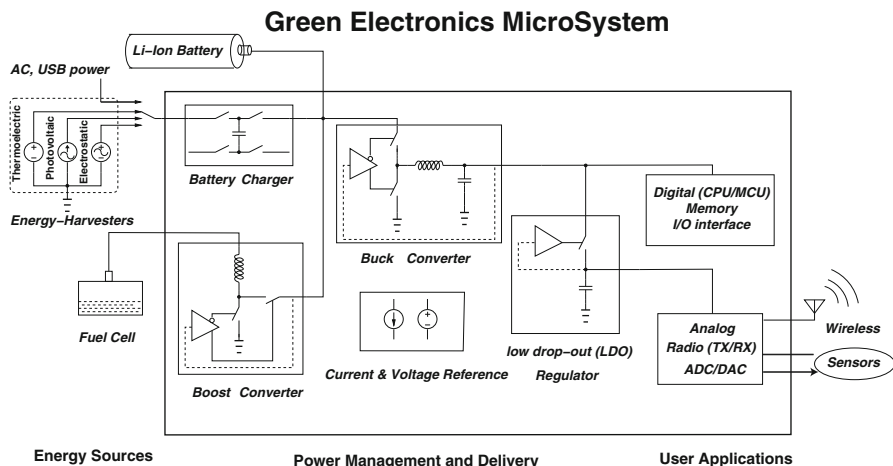 Green Electronics MicroSystem
Li-Ion Battery
AC, USB power
Thermoelectric
Photovoltaic
Electrostatic
Energy-Harvesters
Battery Charger
Buck Converter
Digital (CPU/MCU)
Memory
I/O interface
Fuel Cell
Boost Converter
Current & Voltage Reference
low drop-out (LDO)
Regulator
Analog
Radio (TX/RX)
ADC/DAC
Wireless
Sensors
Energy Sources
Power Management and Delivery
User Applications